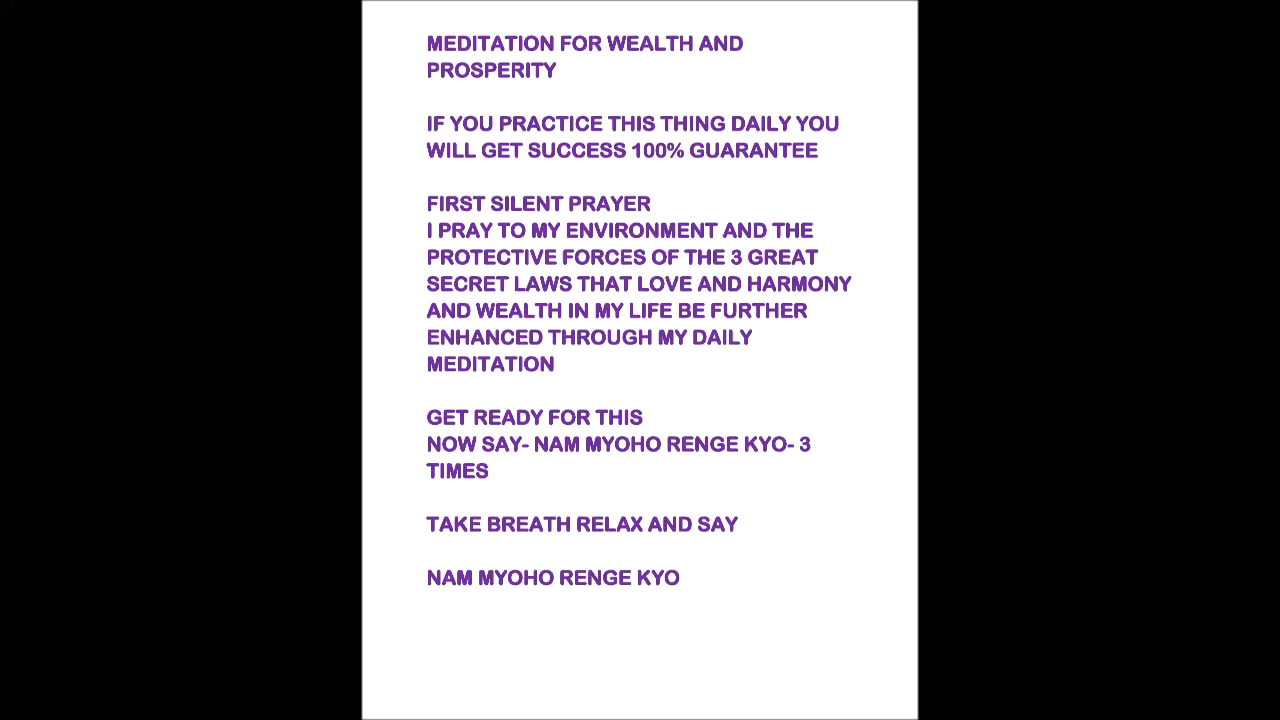 MEDITATION FOR WEALTH AND
PROSPERITY
IF YOU PRACTICE THIS THING DAILY YOU
WILL GET SUCCESS 100% GUARANTEE
FIRST SILENT PRAYER
I PRAY TO MY ENVIRONMENT AND THE
PROTECTIVE FORCES OF THE 3 GREAT
SECRET LAWS THAT LOVE AND HARMONY
AND WEALTH IN MY LIFE BE FURTHER
ENHANCED THROUGH MY DAILY
MEDITATION
GET READY FOR THIS
NOW SAY- NAM MYOHO RENGE KYO- 3
TIMES
TAKE BREATH RELAX AND SAY
NAM MYOHO RENGE KYO